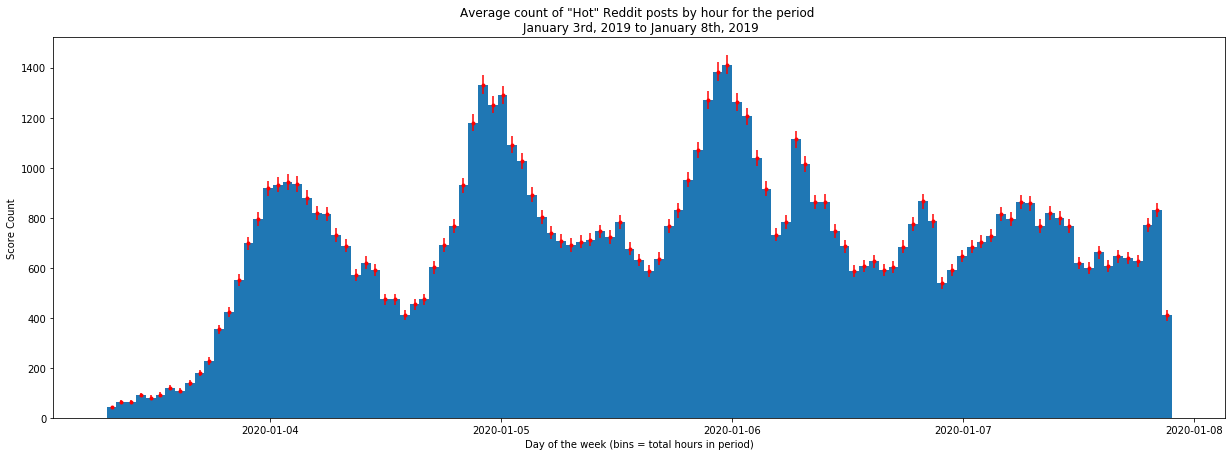 Average count of "Hot" Reddit posts by hour for the period
January 3rd, 2019 to January 8th, 2019
Score Count
1400
1200
1000
800
600
400
200
0
2020-01-04 2020-01-05 2020-01-06 2020-01-07 2020-01-08
Day of the week (bins = total hours in period)